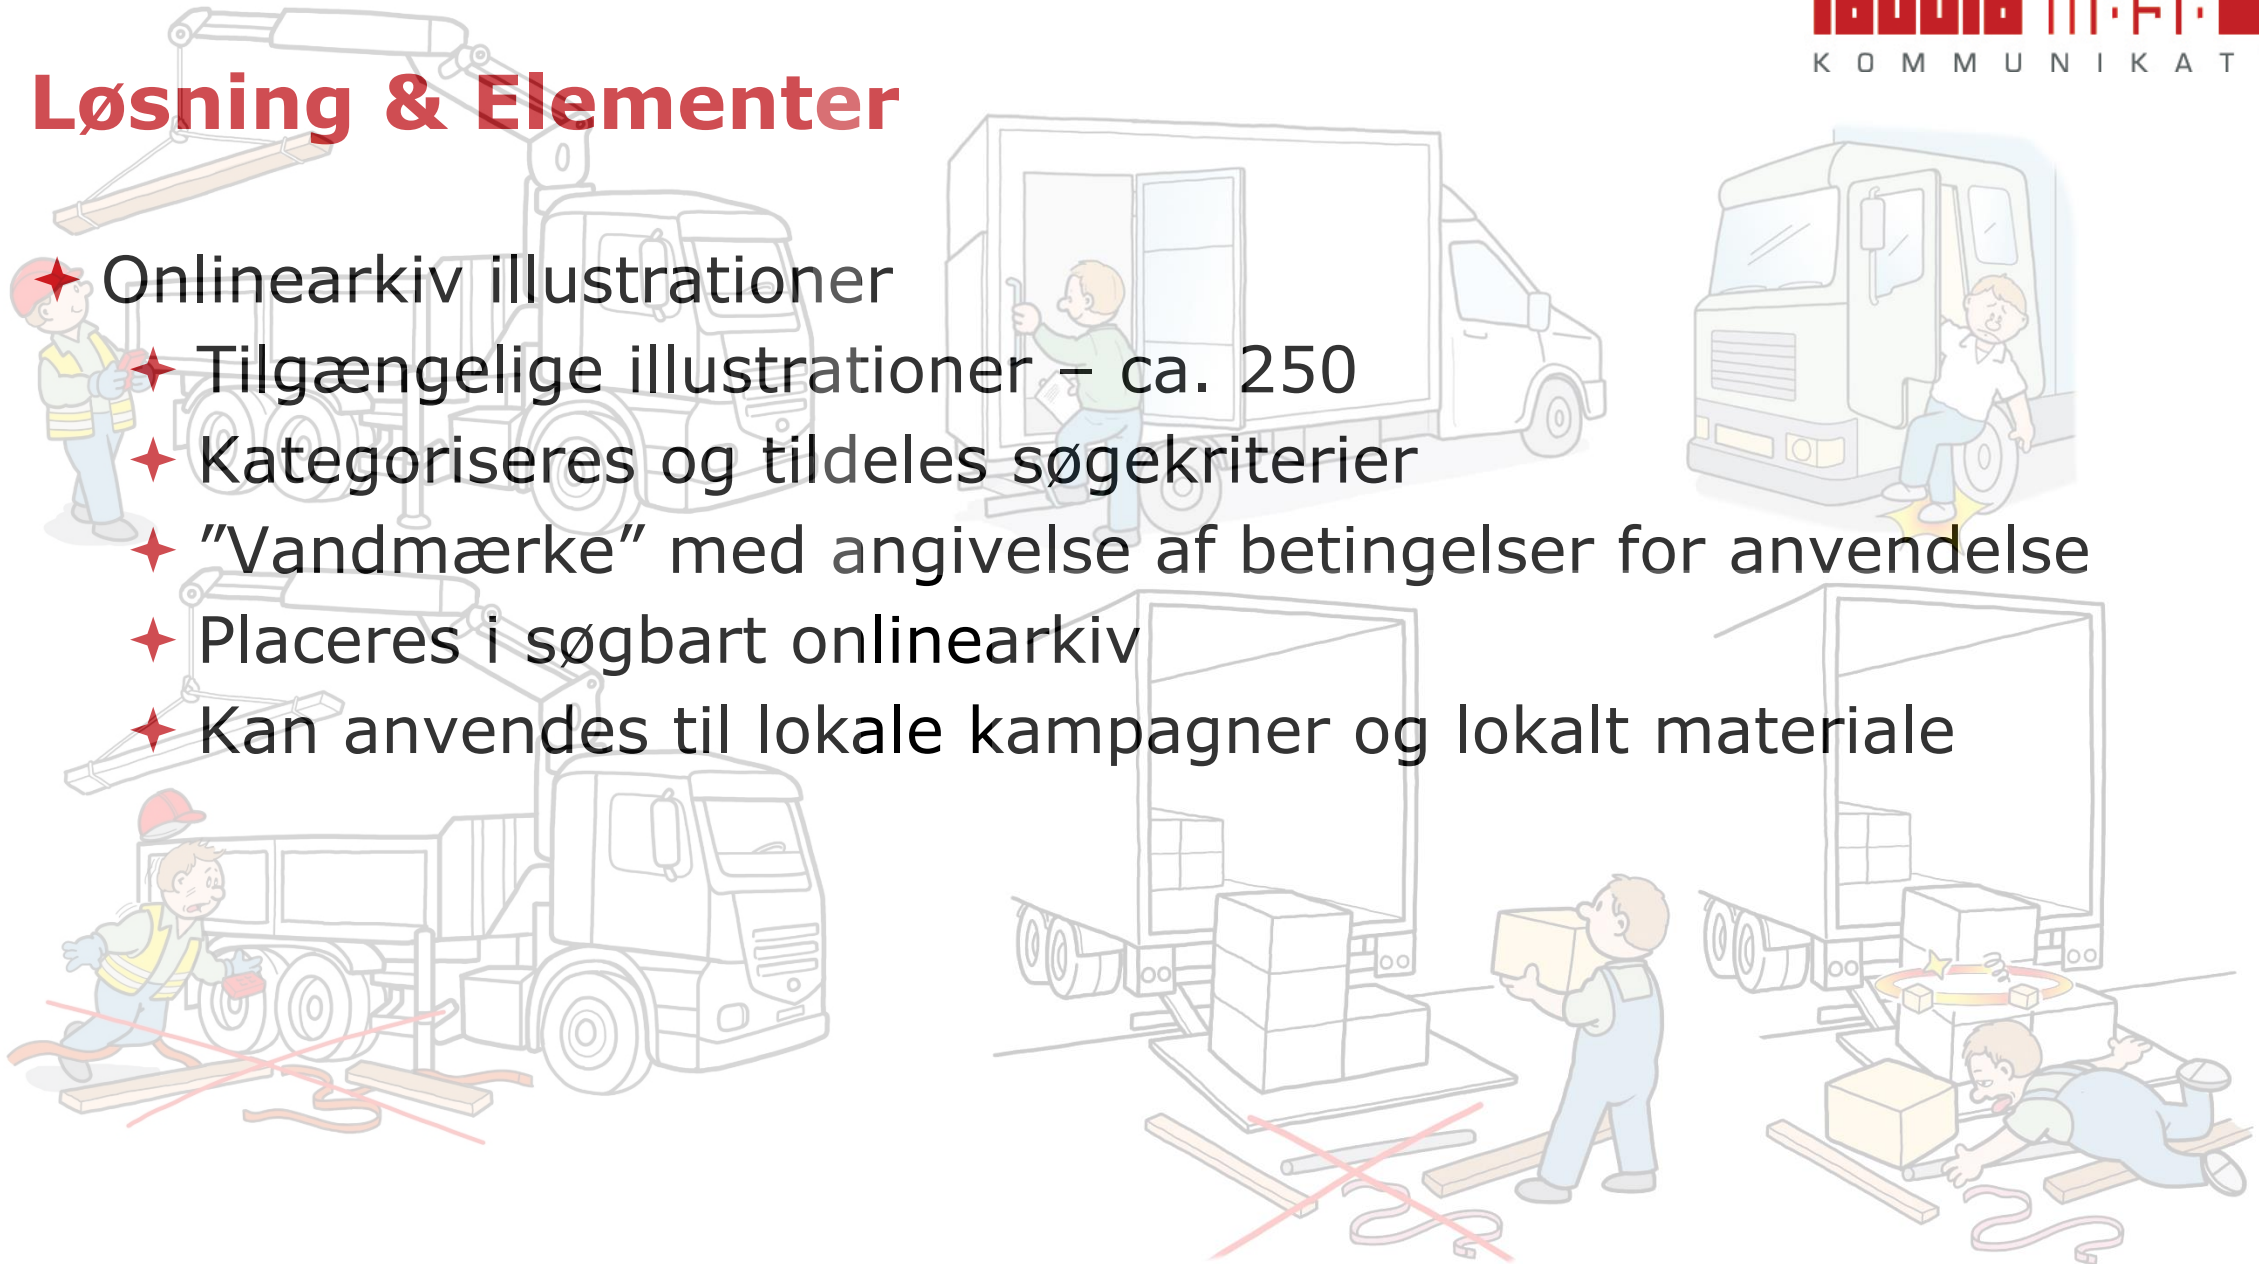 KOMMUNIKAT
Løsning & Elementer
Onlinearkiv illustrationer
Tilgængelige illustrationer – ca. 250
Kategoriseres og tildeles søgekriterier
”Vandmærke” med angivelse af betingelser for anvendelse
Placeres i søgbart onlinearkiv
Kan anvendes til lokale kampagner og lokalt materiale